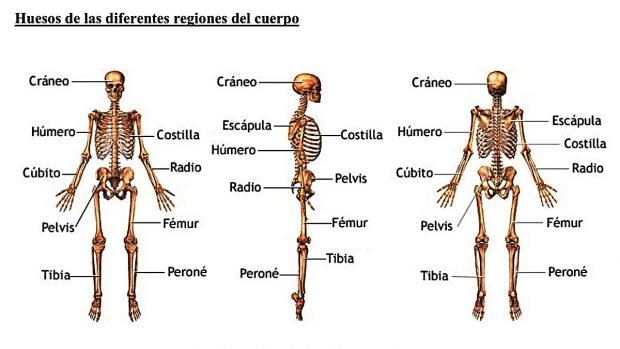 Huesos de las diferentes regiones del cuerpo
Cráneo
Húmero
Costilla
Cúbito
Radio
Pelvis
Fémur
Tibia
Peroné
Cráneo
Escápula
Costilla
Húmero
Radio
Pelvis
Fémur
Tibia
Peroné
Cráneo
Escápula
Húmero
Costilla
Cúbito
Radio
Pelvis
Fémur
Tibia
Peroné